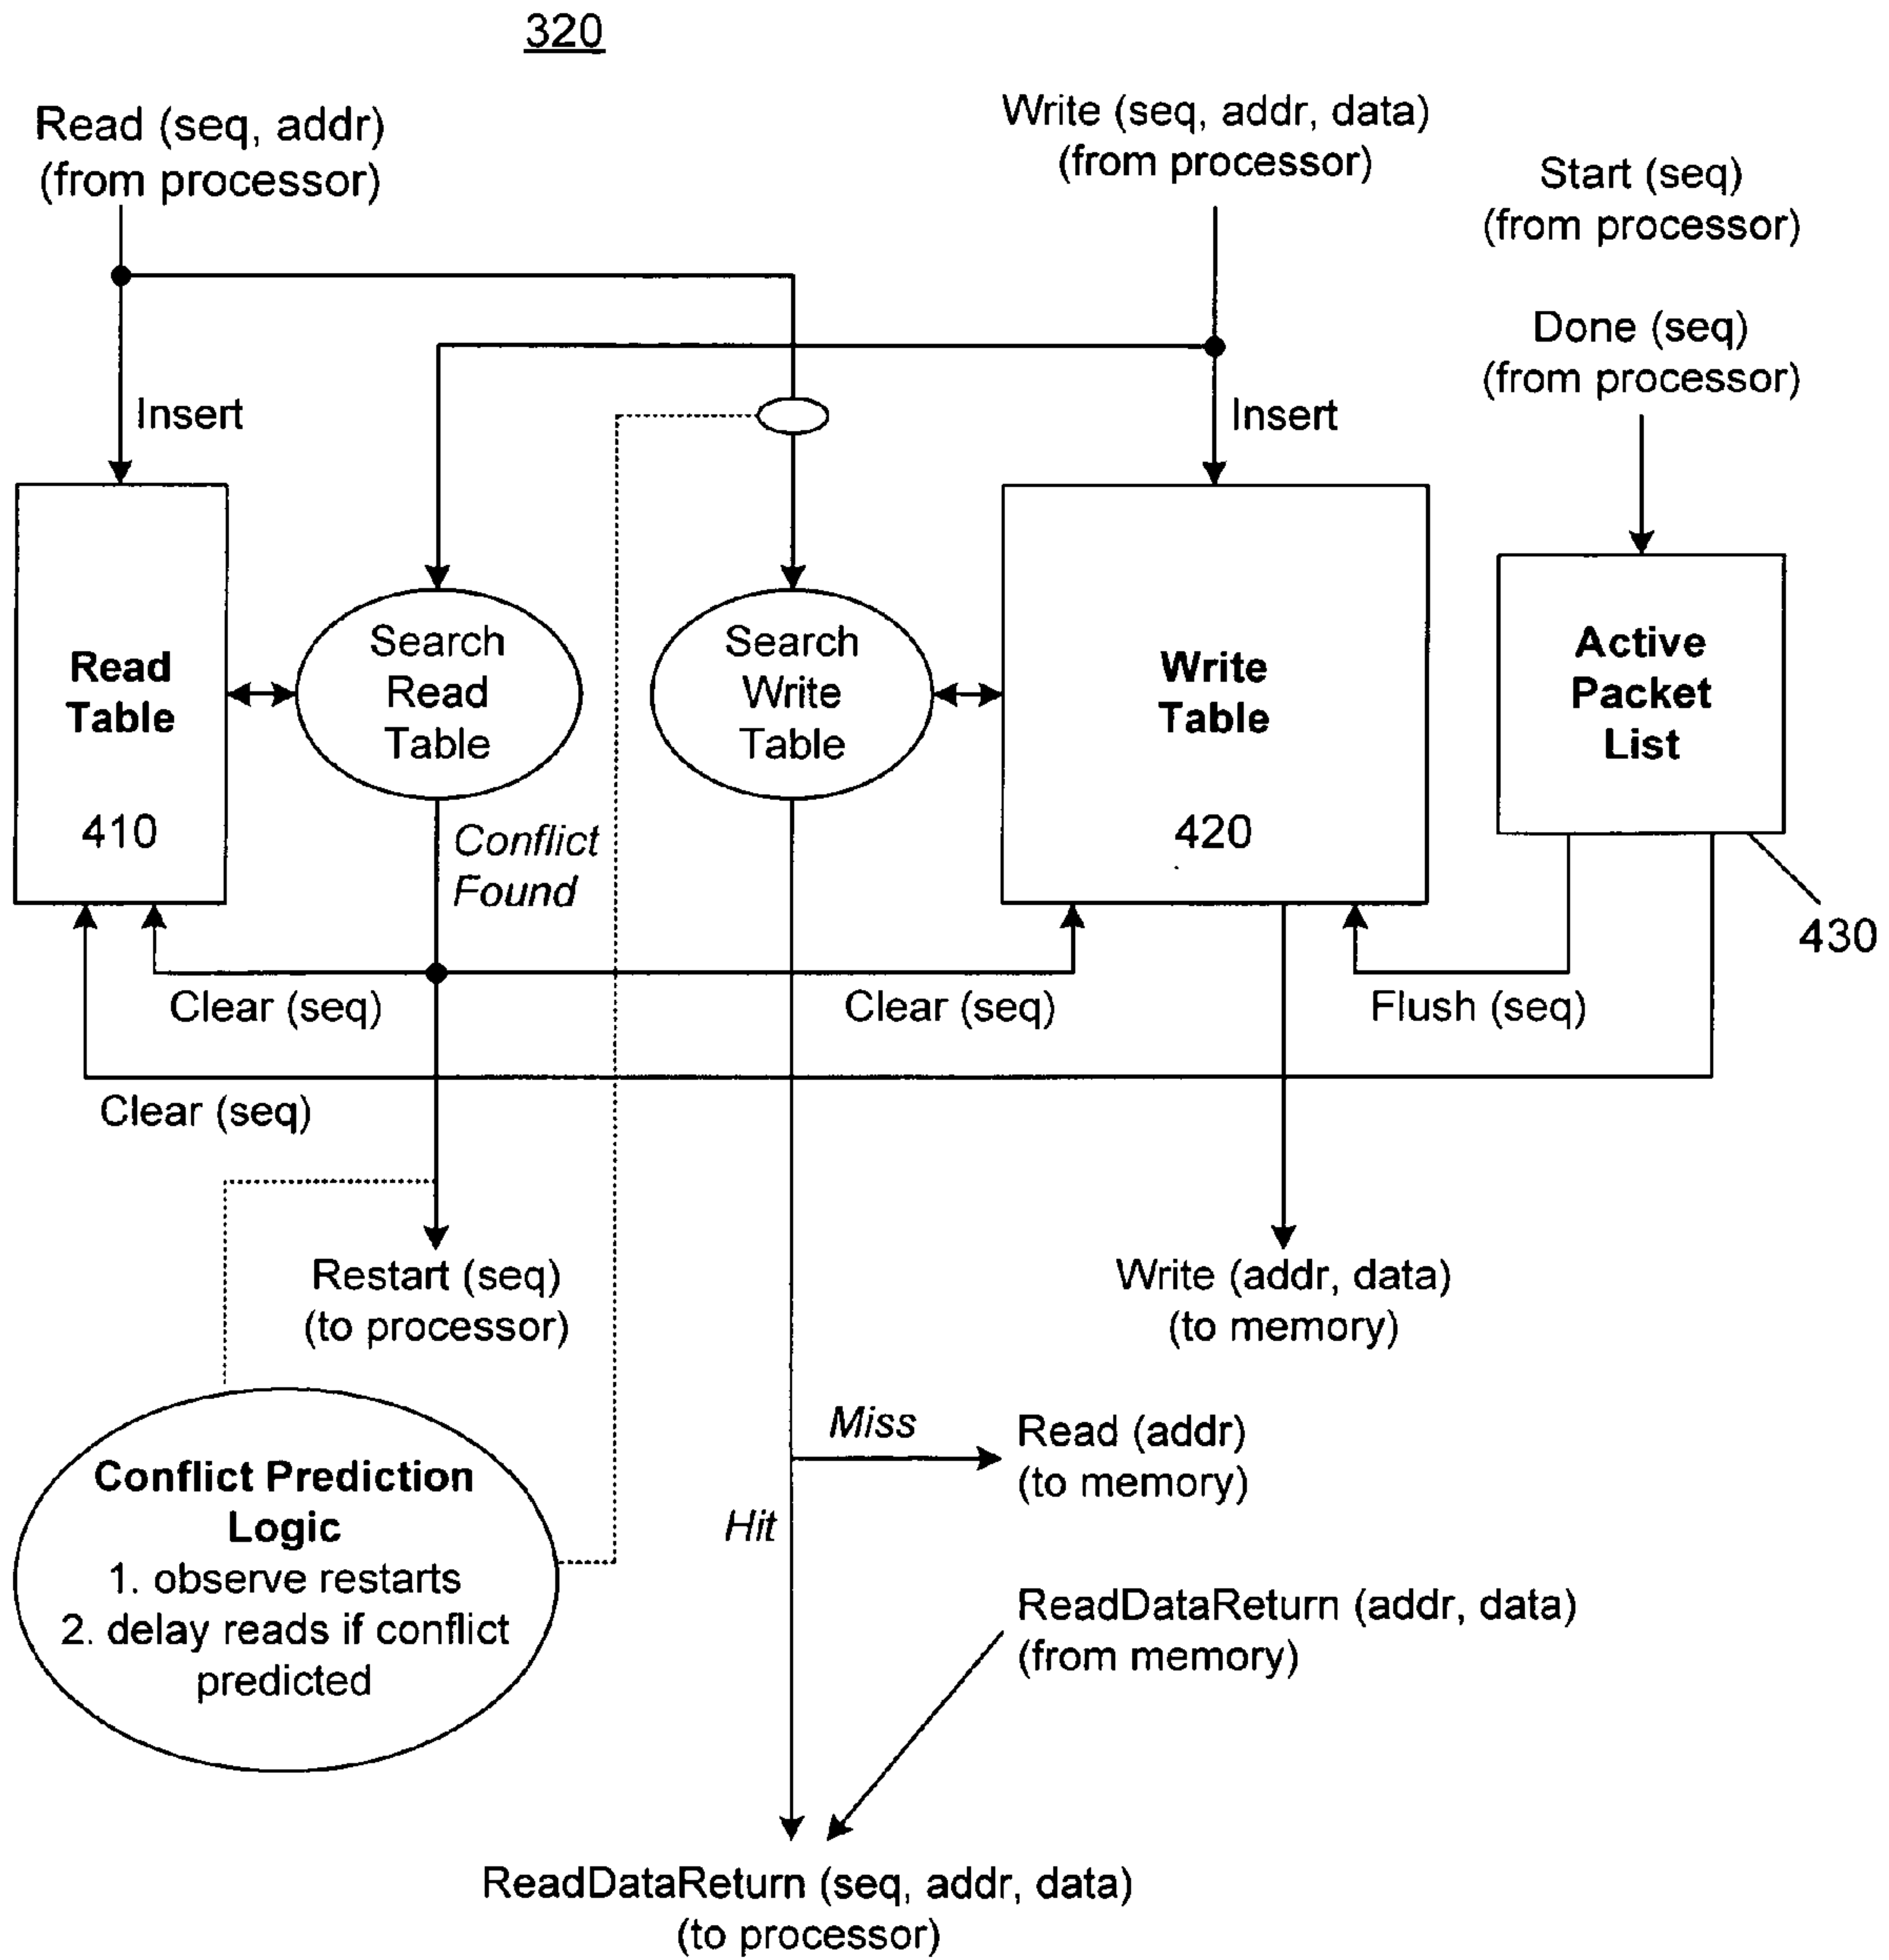 320
Read (seq, addr)
(from processor)
Write (seq, addr, data)
(from processor)
Start (seq)
(from processor)
Done (seq)
(from processor)
Insert
Insert
Read
Table
410
Search
Read
Table
Search
Write
Table
Write
Table
420
Active
Packet
List
430
Conflict
Found
Clear (seq)
Clear (seq)
Flush (seq)
Clear (seq)
Restart (seq)
(to processor)
Write (addr, data)
(to memory)
Miss
Read (addr)
(to memory)
Hit
Conflict Prediction
Logic
1. observe restarts
2. delay reads if conflict
predicted
ReadDataReturn (addr, data)
(from memory)
ReadDataReturn (seq, addr, data)
(to processor)